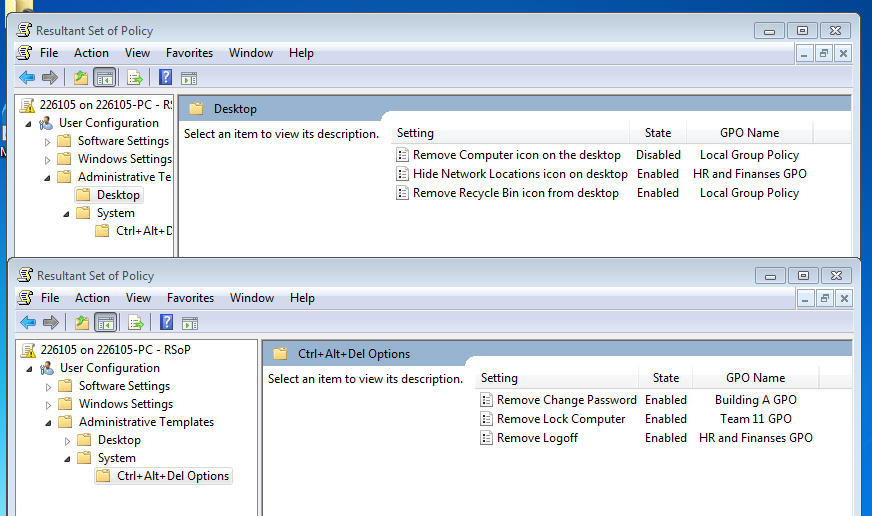 Resultant Set of Policy
File Action View Favorites Window Help
226105 on 226105-PC - RS
User Configuration
Software Settings
Windows Settings
Administrative Te
Desktop
System
Ctrl+Alt+D
Desktop
Select an item to view its description.
Setting State GPO Name
Remove Computer icon on the desktop Disabled Local Group Policy
Hide Network Locations icon on desktop Enabled HR and Finanses GPO
Remove Recycle Bin icon from desktop Enabled Local Group Policy
Resultant Set of Policy
File Action View Favorites Window Help
226105 on 226105-PC - RSoP
User Configuration
Software Settings
Windows Settings
Administrative Templates
Desktop
System
Ctrl+Alt+Del Options
Ctrl+Alt+Del Options
Select an item to view its description.
Setting State GPO Name
Remove Change Password Enabled Building A GPO
Remove Lock Computer Enabled Team 11 GPO
Remove Logoff Enabled HR and Finanses GPO